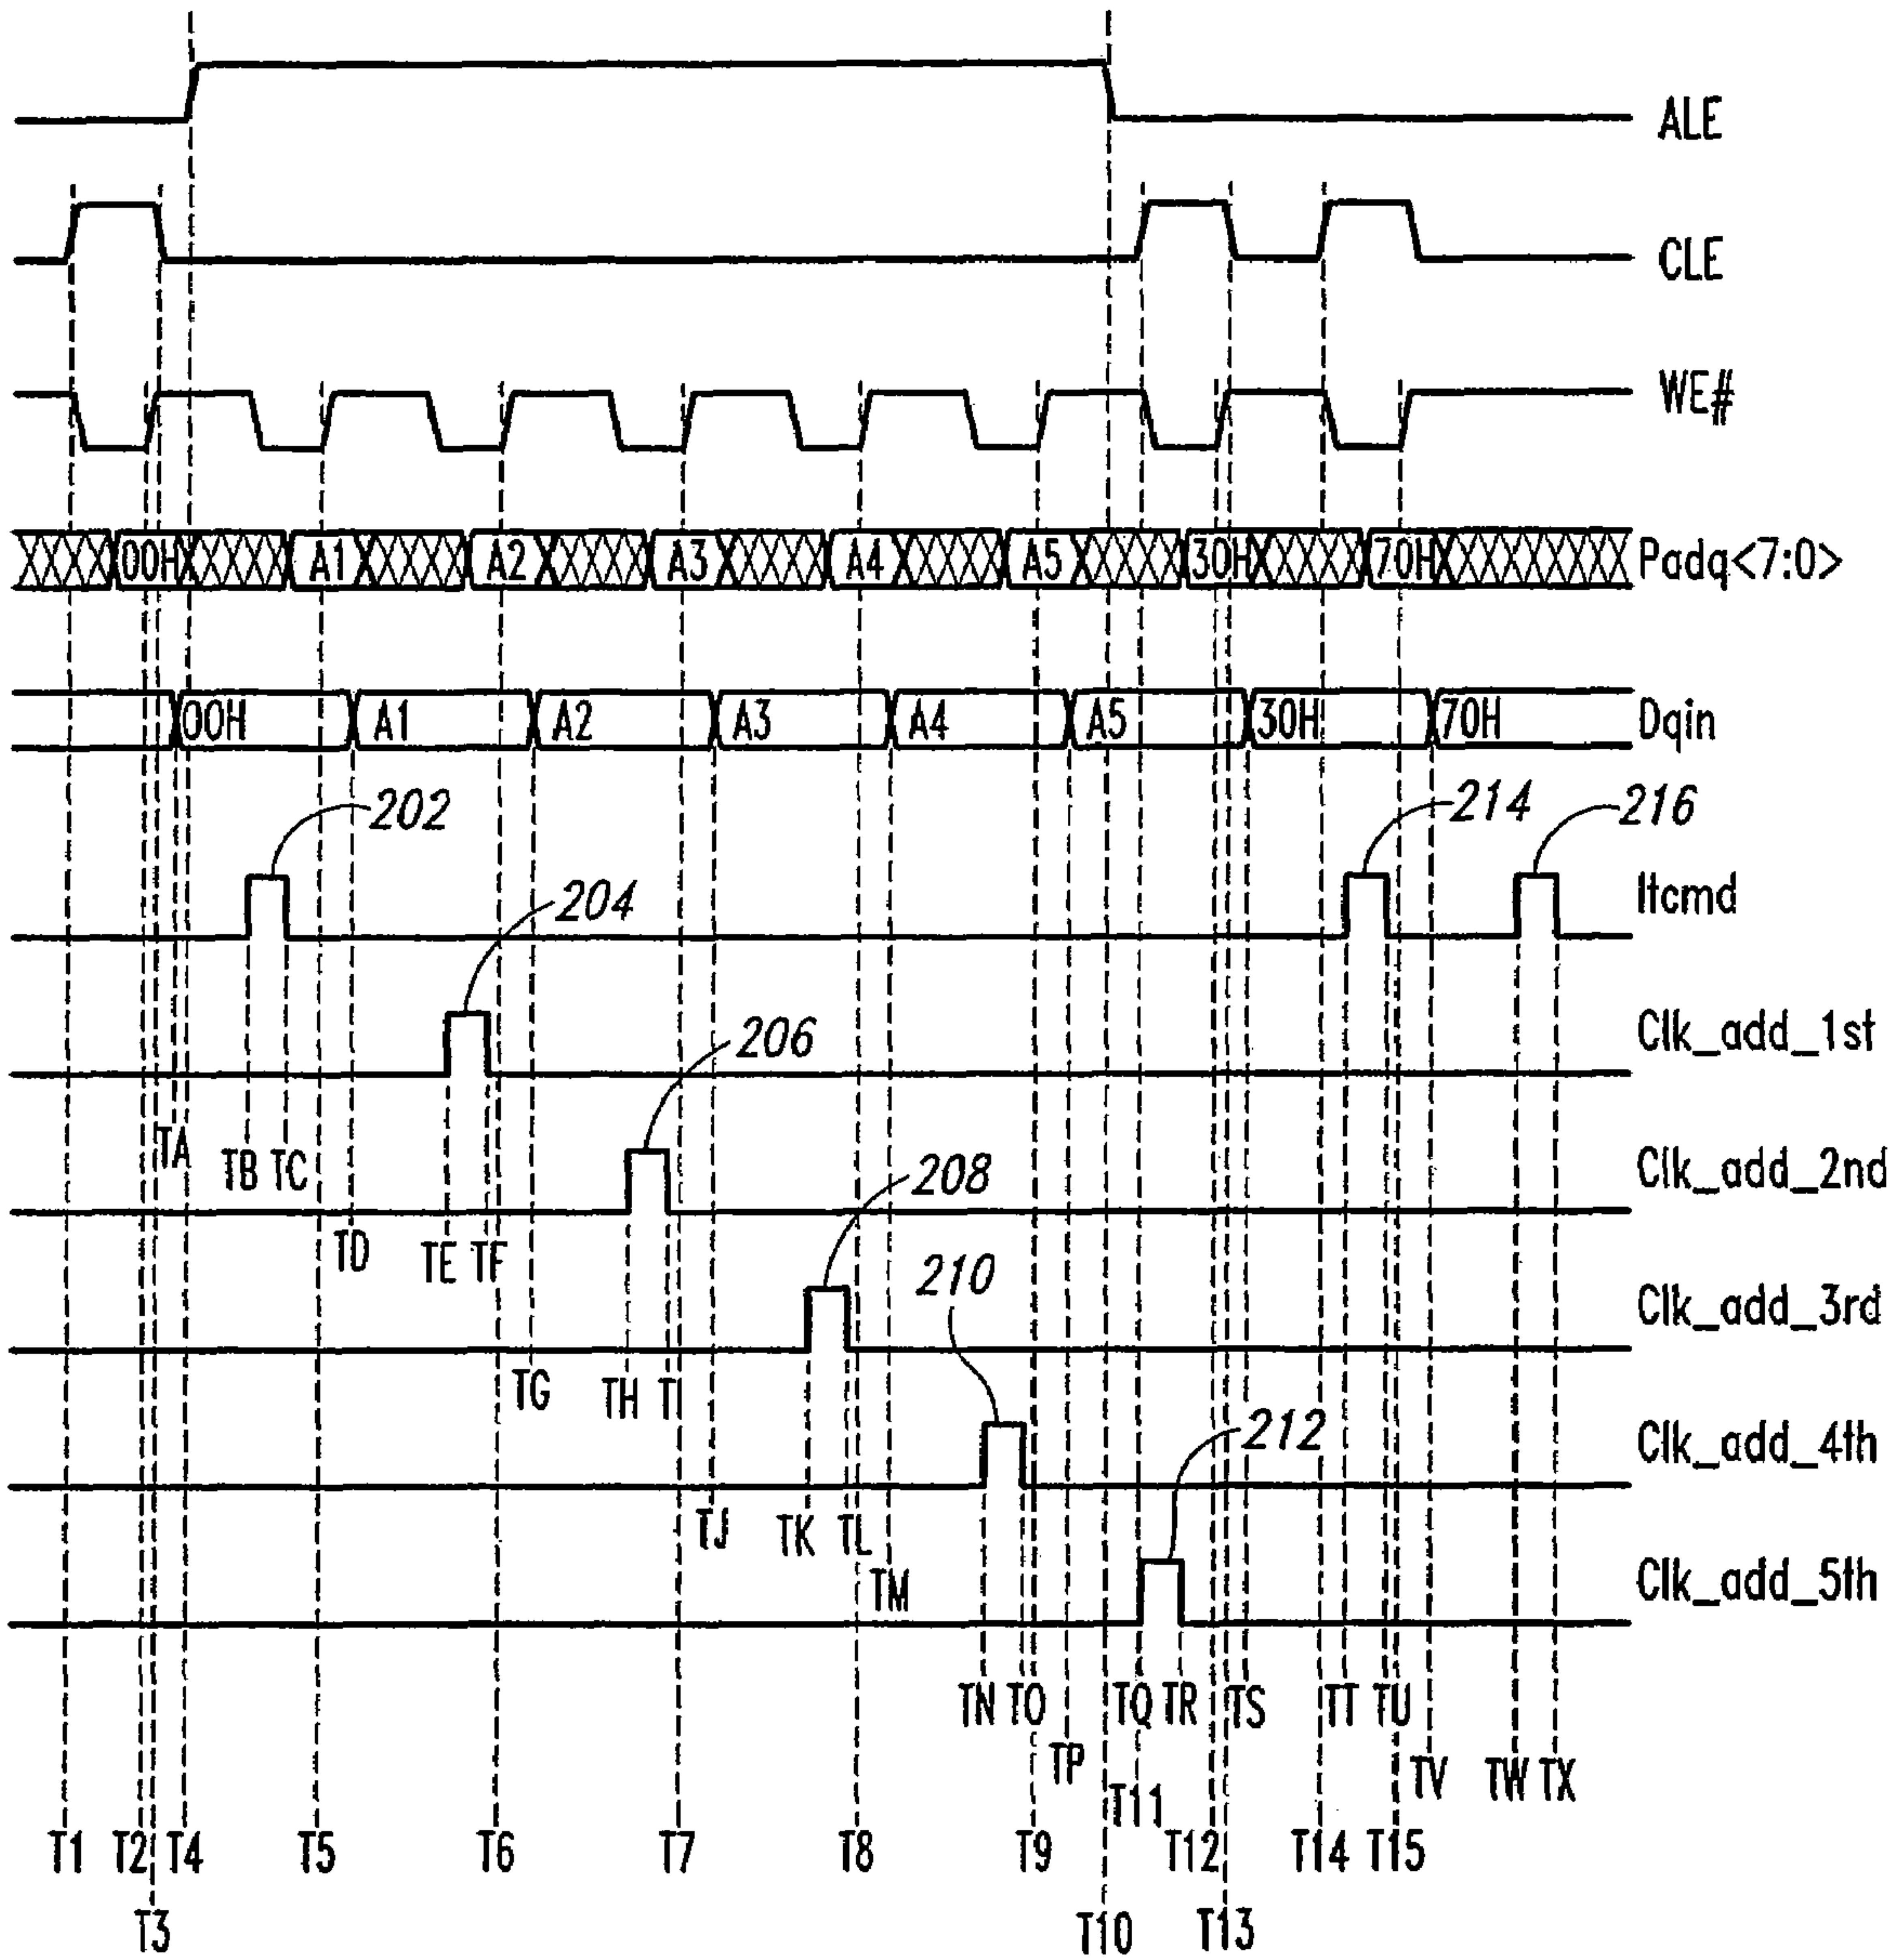 ALE
CLE
WE#
00H A1 A2 A3 A4 A5 30H 70H Padq<7:0>
00H A1 A2 A3 A4 A5 30H 70H Dqin
202 214 216
ltcmd
204
Clk_add_1st
206
TA TB TC Clk_add_2nd
208
TD TE TF
210
Clk_add_3rd
TG TH TI
212
Clk_add_4th
TJ TK TL
TM Clk_add_5th
TN TO TQ TR TS TT TU
TP TV TW TX
T11
T1 T2 T4 T5 T6 T7 T8 T9 T12 T14 T15
T3 T10 T13